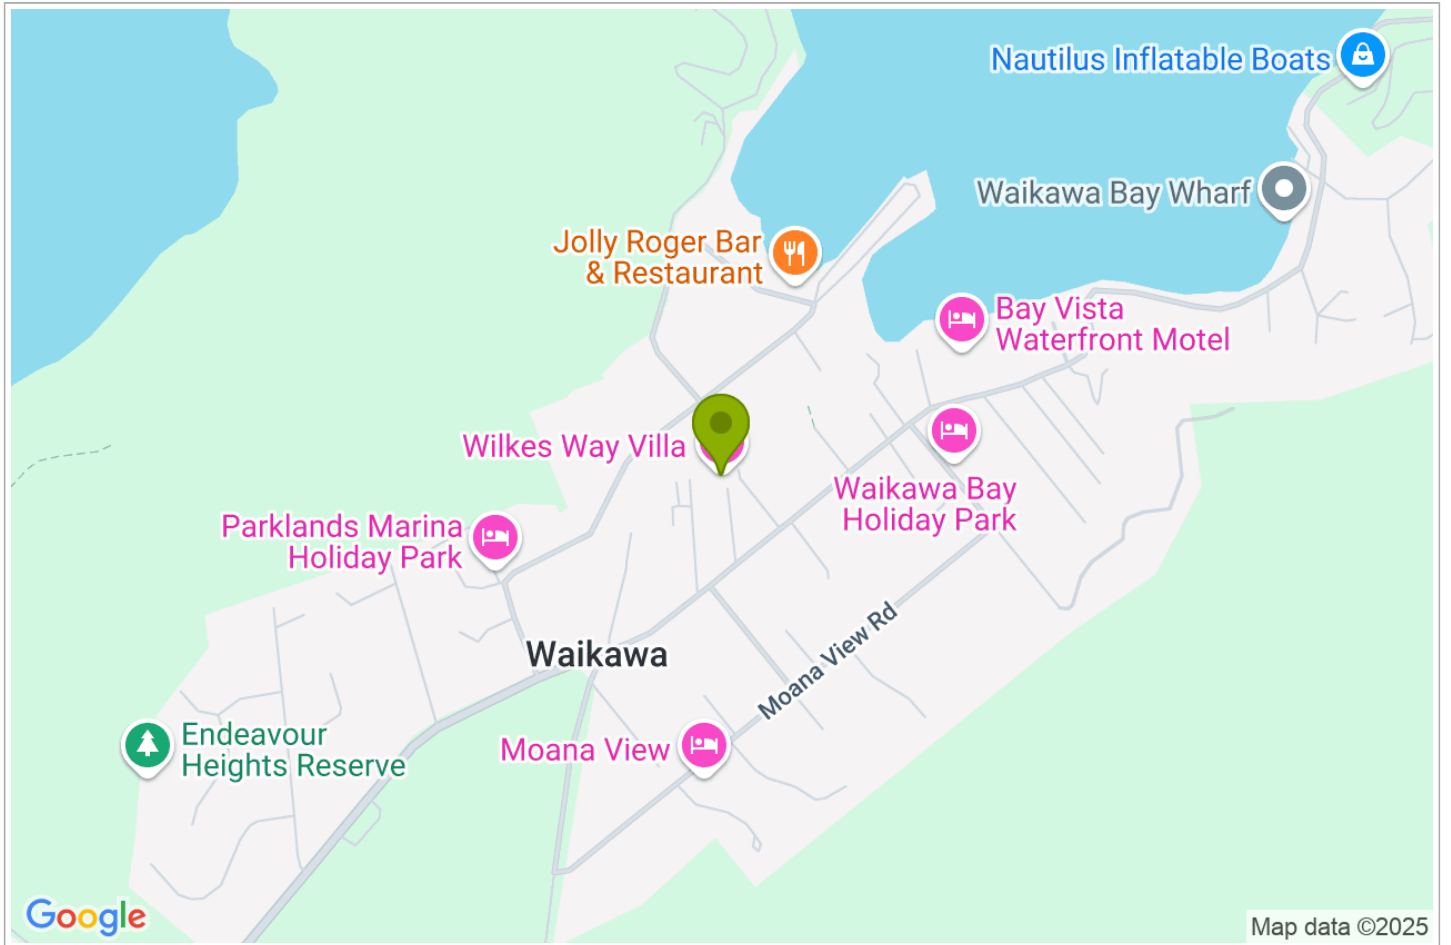 Nautilus Inflatable Boats
Waikawa Bay Wharf
Jolly Roger Bar
& Restaurant
Bay Vista
Waterfront Motel
Wilkes Way Villa
Waikawa Bay
Holiday Park
Parklands Marina
Holiday Park
Moana View Rd
Waikawa
Endeavour
Heights Reserve
Moana View
Google
Map data ©2025